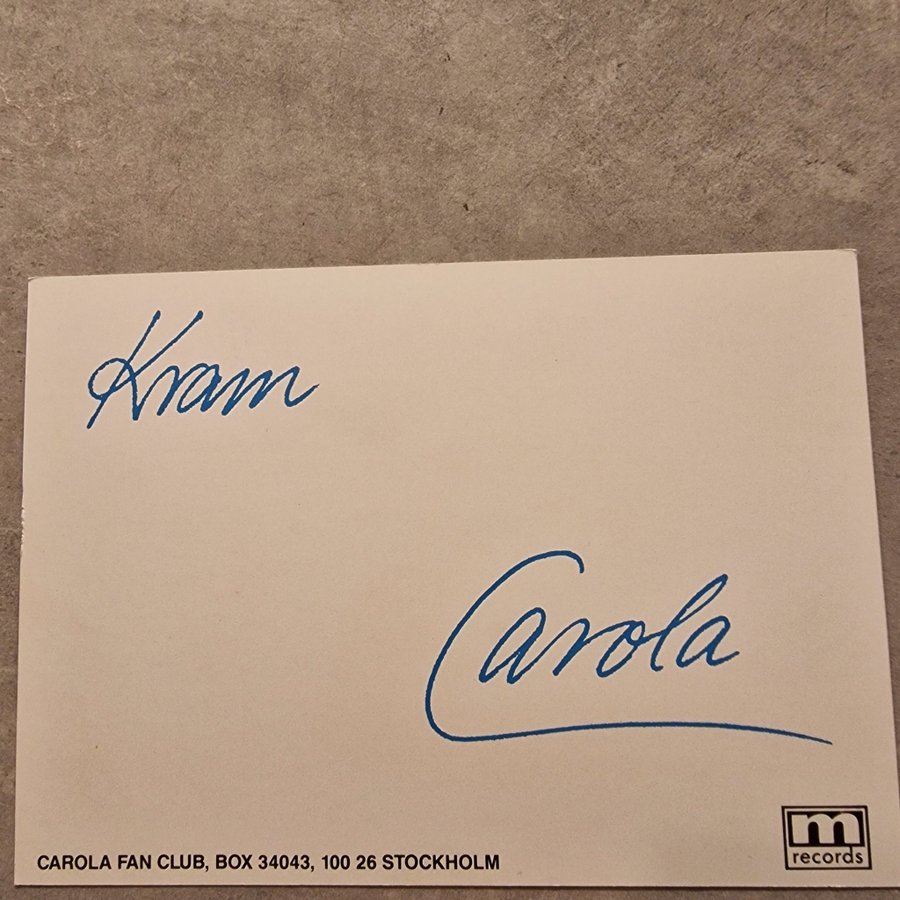 Kram
Carola
CAROLA FAN CLUB, BOX 34043, 100 26 STOCKHOLM
m
records